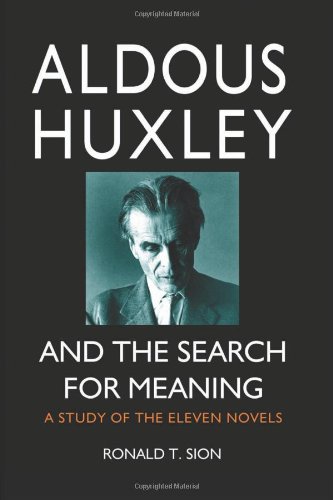 ALDOUS
HUXLEY
AND THE SEARCH
FOR MEANING
A STUDY OF THE ELEVEN NOVELS
RONALD T. SION